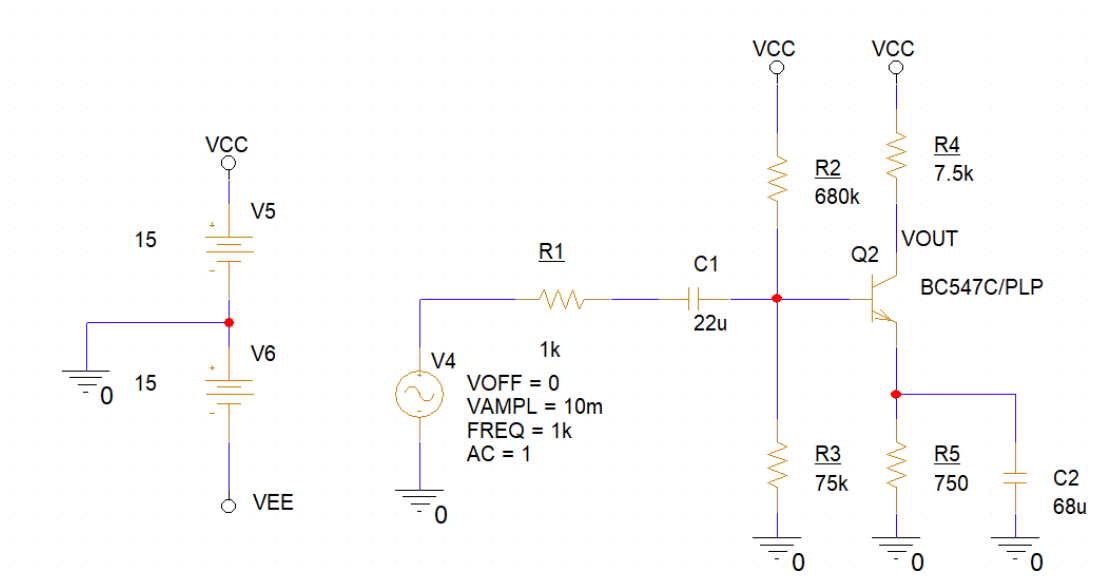 VCC
V5
+
15
-
0
V6
+
15
-
VEE
R1
1k
C1
22u
V4
+
-
VOFF = 0
VAMPL = 10m
FREQ = 1k
AC = 1
0
VCC
R2
680k
R3
75k
0
VCC
R4
7.5k
VOUT
Q2
BC547C/PLP
R5
750
0
C2
68u
0